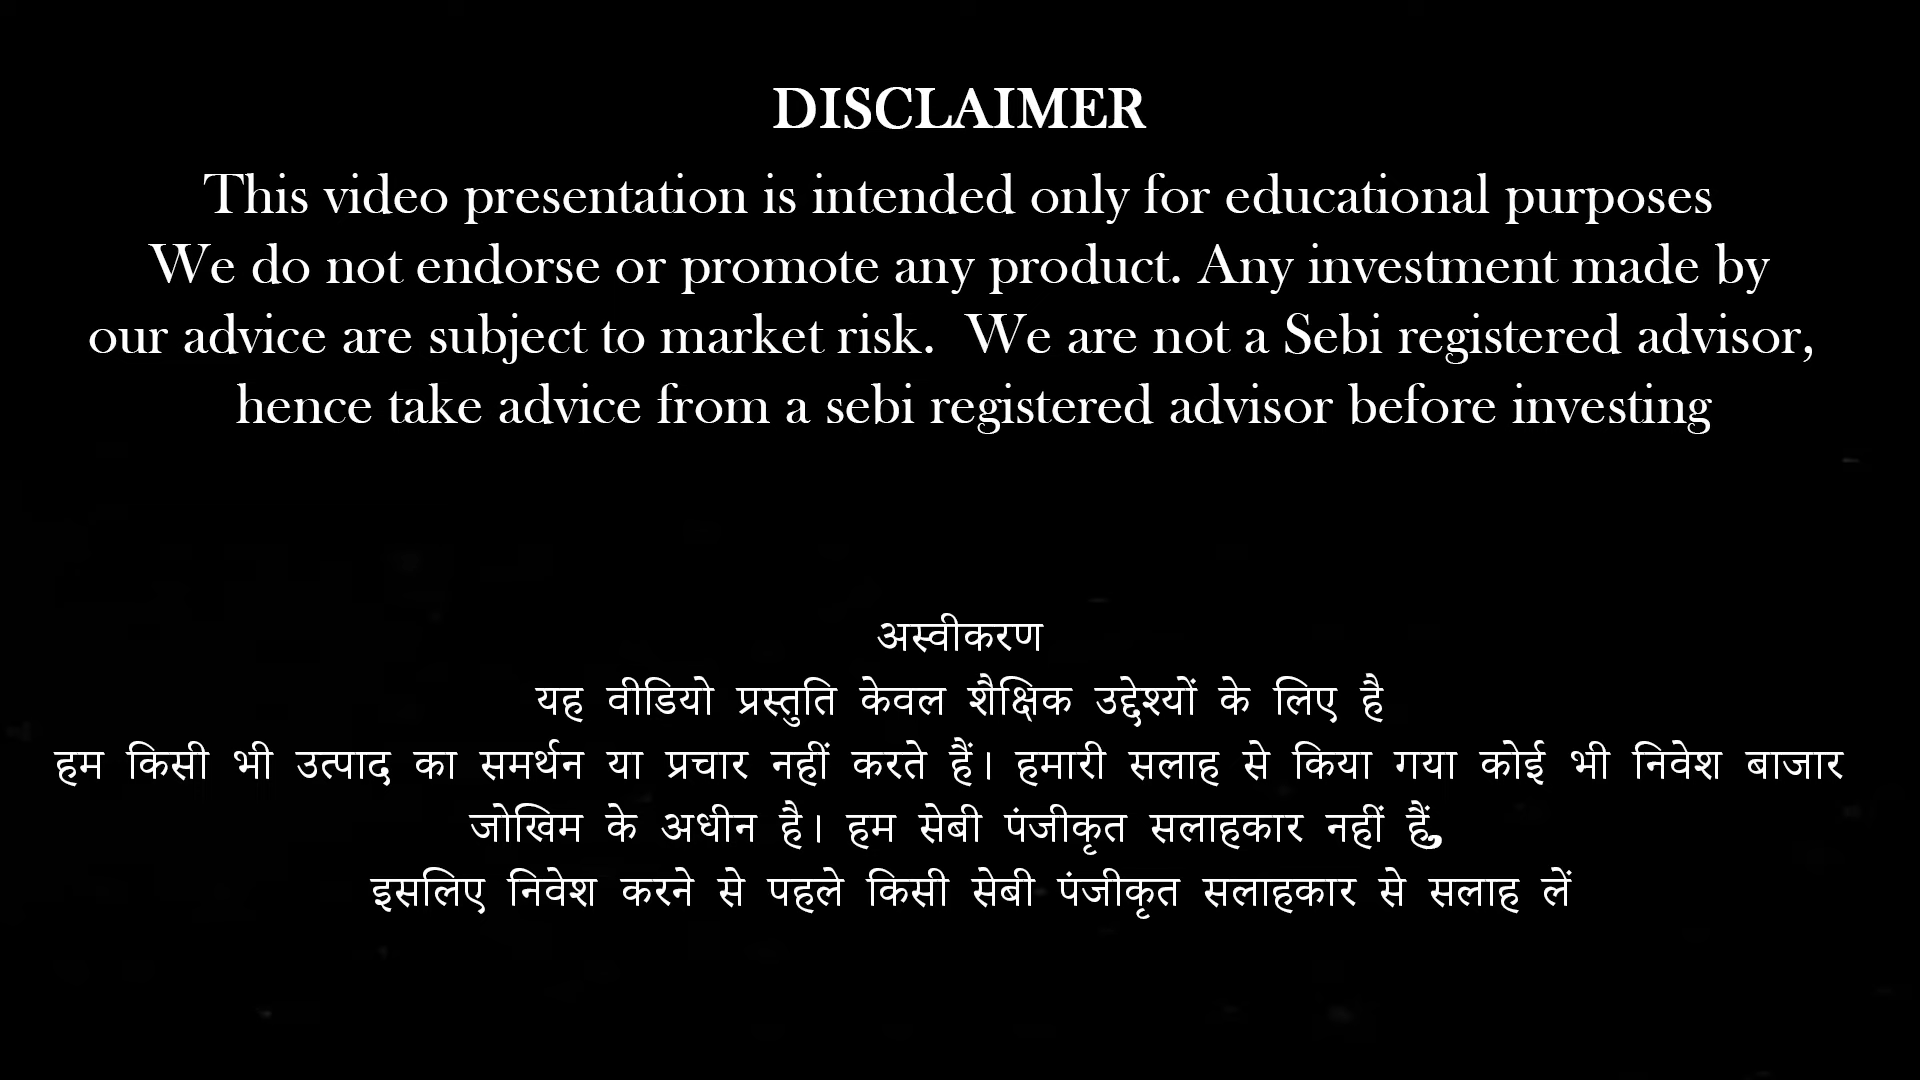 DISCLAIMER
This video presentation is intended only for educational purposes
We do not endorse or promote any product. Any investment made by
our advice are subject to market risk.  We are not a Sebi registered advisor,
hence take advice from a sebi registered advisor before investing
अस्वीकरण
यह वीडियो प्रस्तुति केवल शैक्षिक उद्देश्यों के लिए है
हम किसी भी उत्पाद का समर्थन या प्रचार नहीं करते हैं। हमारी सलाह से किया गया कोई भी निवेश बाजार
जोखिम के अधीन है। हम सेबी पंजीकृत सलाहकार नहीं हैं,
इसलिए निवेश करने से पहले किसी सेबी पंजीकृत सलाहकार से सलाह लें